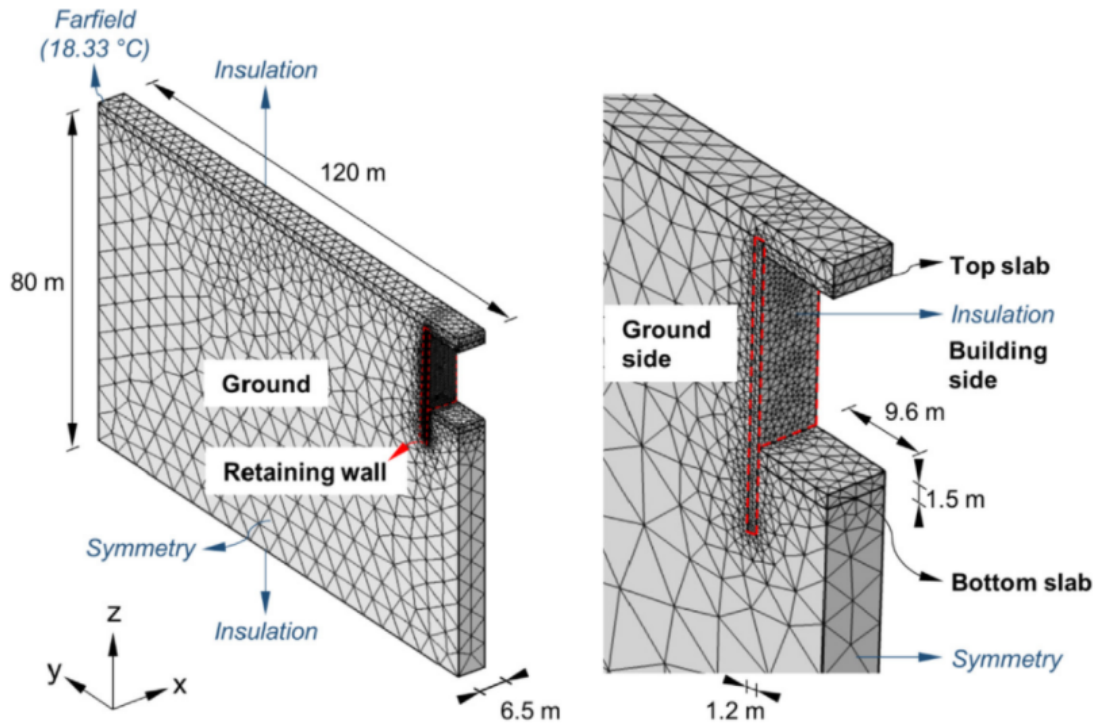 Farfield
(18.33 °C)
Insulation
120 m
80 m
Ground
Retaining wall
Symmetry
Insulation
z
y
x
6.5 m
Top slab
Insulation
Ground
side
Building
side
9.6 m
1.5 m
Bottom slab
Symmetry
1.2 m